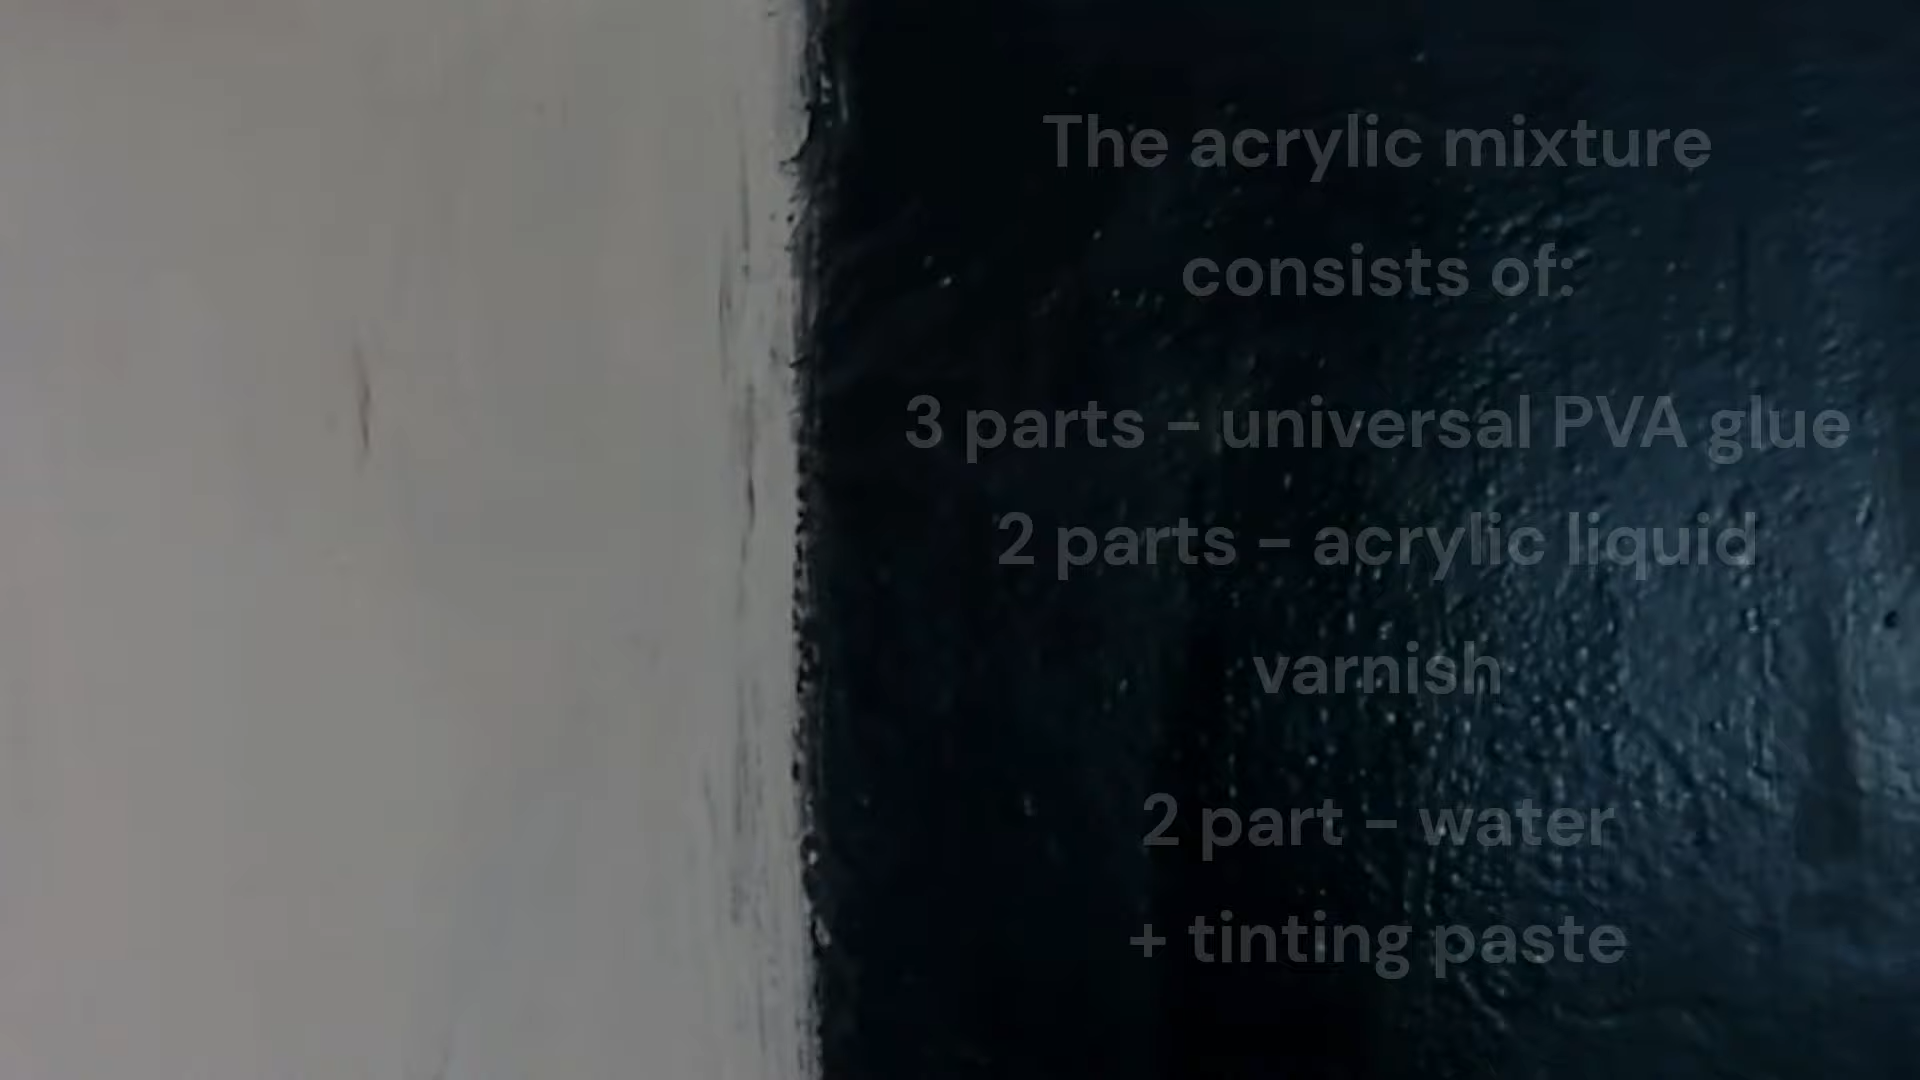 The acrylic mixture
consists of:
3 parts – universal PVA glue
2 parts – acrylic liquid
varnish
2 part – water
+ tinting paste